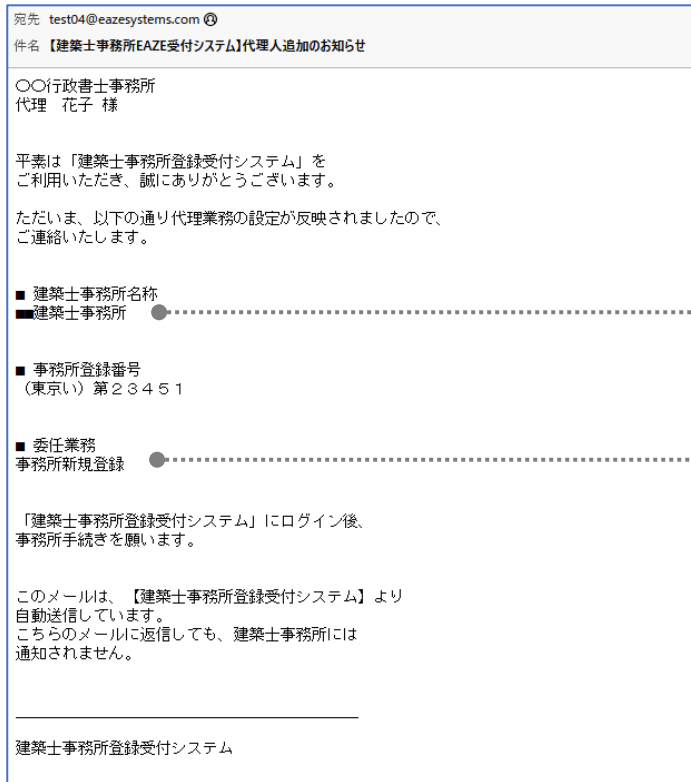 宛先 test04@eazesystems.com
件名 【建築士事務所EAZE受付システム】代理人追加のお知らせ
〇〇行政書士事務所
代理　花子 様
平素は「建築士事務所登録受付システム」を
ご利用いただき、誠にありがとうございます。
ただいま、以下の通り代理業務の設定が反映されましたので、
ご連絡いたします。
■ 建築士事務所名称
■■建築士事務所
■ 事務所登録番号
（東京い）第２３４５１
■ 委任業務
事務所新規登録
「建築士事務所登録受付システム」にログイン後、
事務所手続きを願います。
このメールは、【建築士事務所登録受付システム】より
自動送信しています。
こちらのメールに返信しても、建築士事務所には
通知されません。
建築士事務所登録受付システム